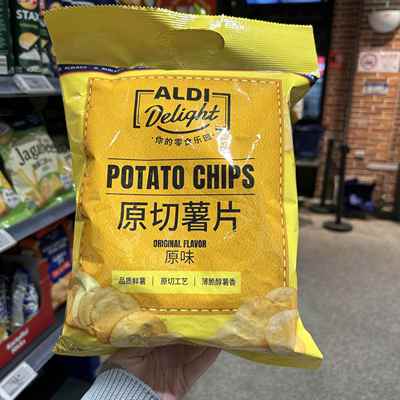 STAX
ALDI
Delight
·你的零食乐园·
POTATO CHIPS
原切薯片
ORIGINAL FLAVOR
原味
品质鲜薯 | 原切工艺 | 薄脆醇薯香